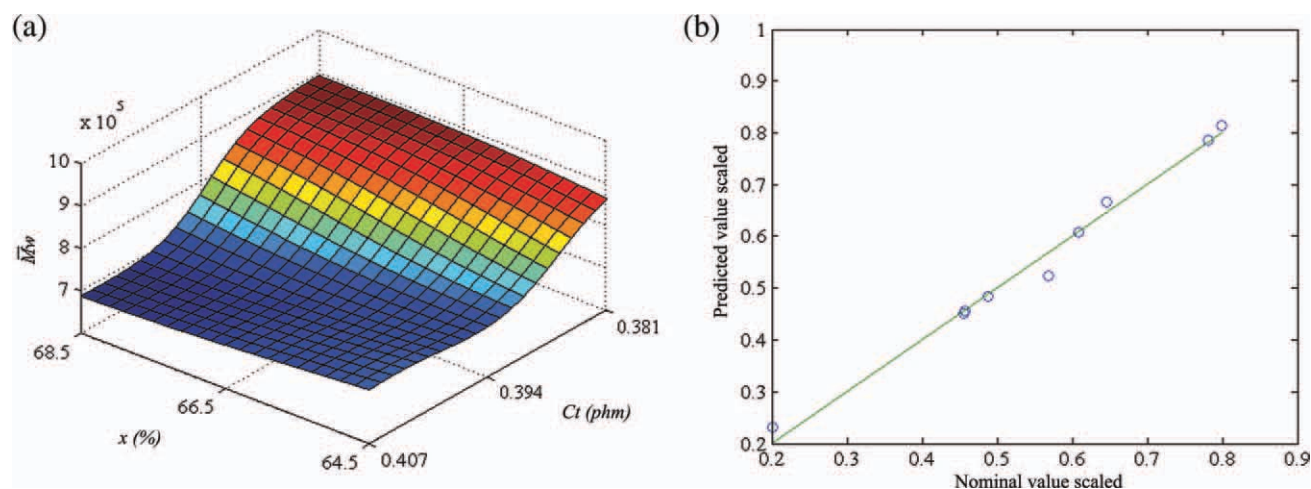 (a)
x 10^5
10
9
8
7
M̅w
68.5
66.5
64.5
x (%)
0.407
0.394
0.381
Ct (phm)
(b)
1
0.9
0.8
0.7
0.6
0.5
0.4
0.3
0.2
Predicted value scaled
0.2 0.3 0.4 0.5 0.6 0.7 0.8 0.9
Nominal value scaled